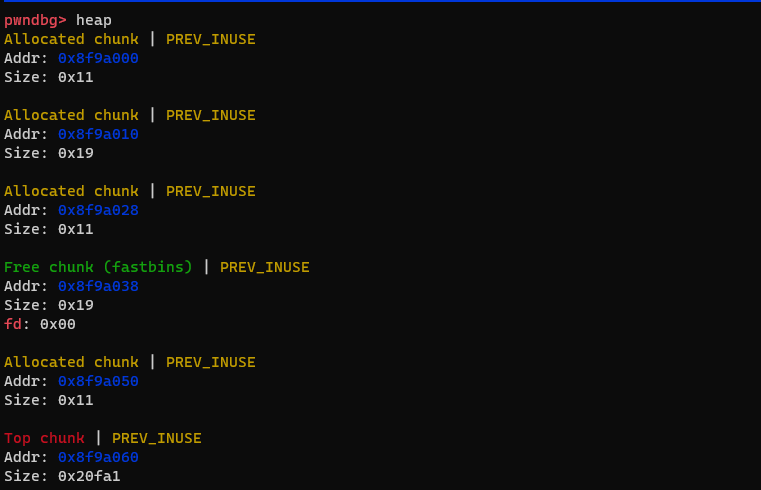 pwndbg> heap
Allocated chunk | PREV_INUSE
Addr: 0x8f9a000
Size: 0x11
Allocated chunk | PREV_INUSE
Addr: 0x8f9a010
Size: 0x19
Allocated chunk | PREV_INUSE
Addr: 0x8f9a028
Size: 0x11
Free chunk (fastbins) | PREV_INUSE
Addr: 0x8f9a038
Size: 0x19
fd: 0x00
Allocated chunk | PREV_INUSE
Addr: 0x8f9a050
Size: 0x11
Top chunk | PREV_INUSE
Addr: 0x8f9a060
Size: 0x20fa1